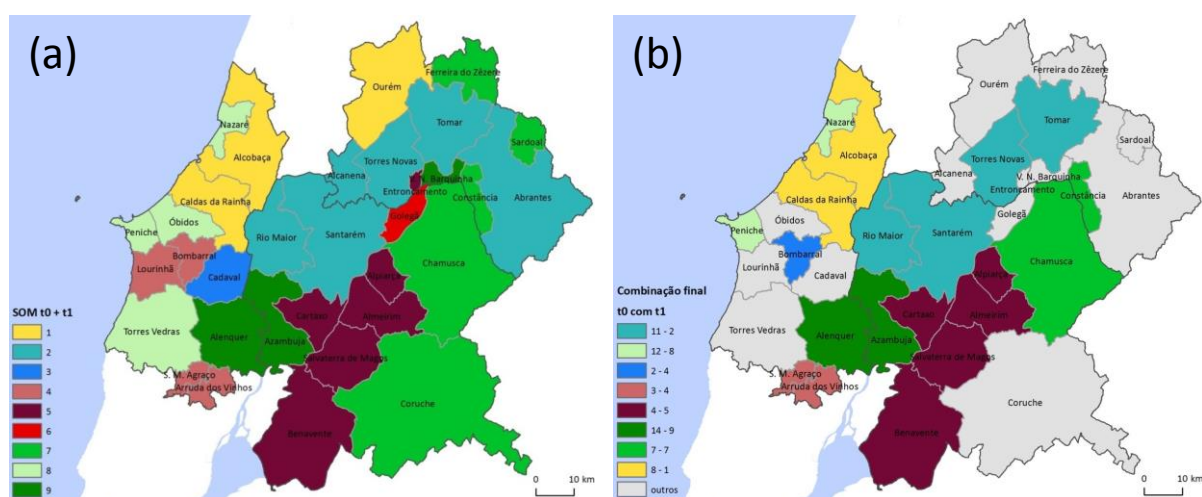 (a)
Ourém
Ferreira do Zêzere
Nazaré
Tomar
Sardoal
Alcobaça
Torres Novas
Alcanena
V. N. Barquinha
Entroncamento
Constância
Abrantes
Caldas da Rainha
Golegã
Óbidos
Peniche
Rio Maior
Santarém
Bombarral
Lourinhã
Cadaval
Chamusca
Alpiarça
SOM t0 + t1
1
2
3
4
5
6
7
8
9
Torres Vedras
Alenquer
Azambuja
Cartaxo
Almeirim
Salvaterra de Magos
S. M. Agraço
Arruda dos Vinhos
Coruche
Benavente
0
10 km
(b)
Ourém
Ferreira do Zêzere
Nazaré
Tomar
Sardoal
Alcobaça
Torres Novas
Alcanena
V. N. Barquinha
Entroncamento
Constância
Abrantes
Caldas da Rainha
Golegã
Óbidos
Peniche
Rio Maior
Santarém
Bombarral
Lourinhã
Cadaval
Chamusca
Alpiarça
Combinação final
t0 com t1
11 - 2
12 - 8
2 - 4
3 - 4
4 - 5
14 - 9
7 - 7
8 - 1
outros
Torres Vedras
Alenquer
Azambuja
Cartaxo
Almeirim
Salvaterra de Magos
S. M. Agraço
Arruda dos Vinhos
Coruche
Benavente
0
10 km